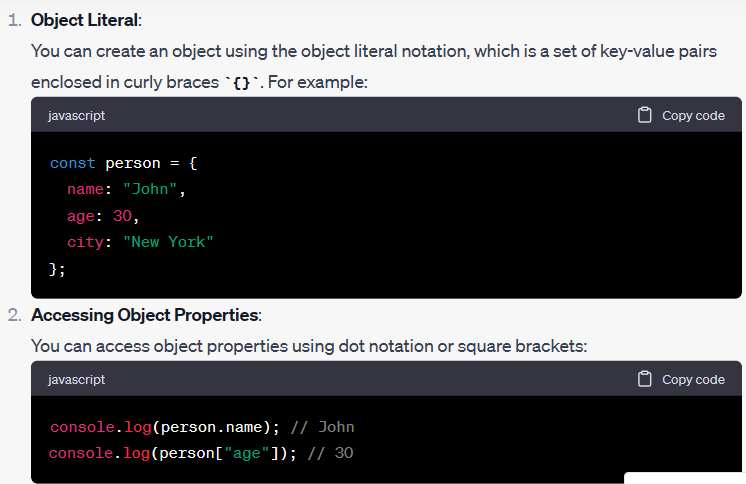 1. Object Literal:
You can create an object using the object literal notation, which is a set of key-value pairs
enclosed in curly braces `{}`. For example:
javascript Copy code
const person = {
  name: "John",
  age: 30,
  city: "New York"
};
2. Accessing Object Properties:
You can access object properties using dot notation or square brackets:
javascript Copy code
console.log(person.name); // John
console.log(person["age"]); // 30